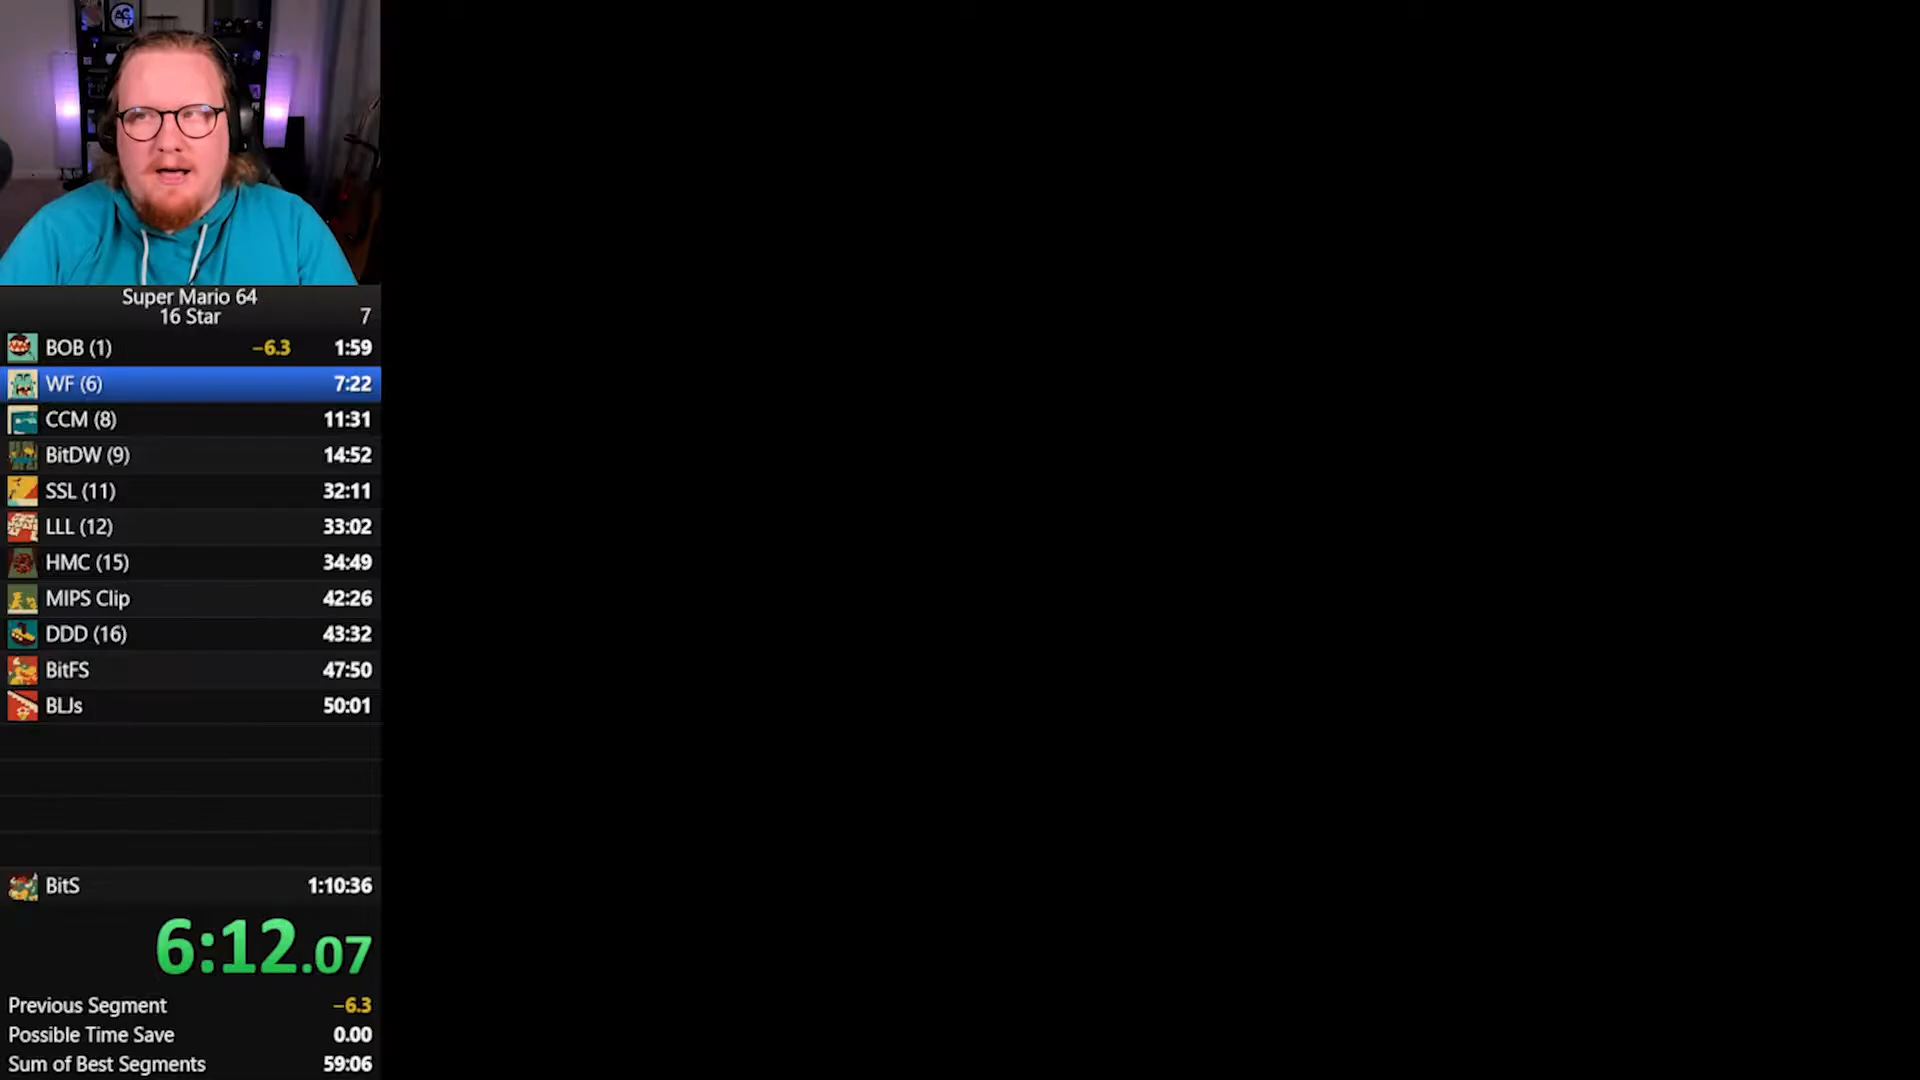 Super Mario 64
16 Star 7
BOB (1) −6.3 1:59
WF (6) 7:22
CCM (8) 11:31
BitDW (9) 14:52
SSL (11) 32:11
LLL (12) 33:02
HMC (15) 34:49
MIPS Clip 42:26
DDD (16) 43:32
BitFS 47:50
BLJs 50:01
BitS 1:10:36
6:12.07
Previous Segment −6.3
Possible Time Save 0.00
Sum of Best Segments 59:06